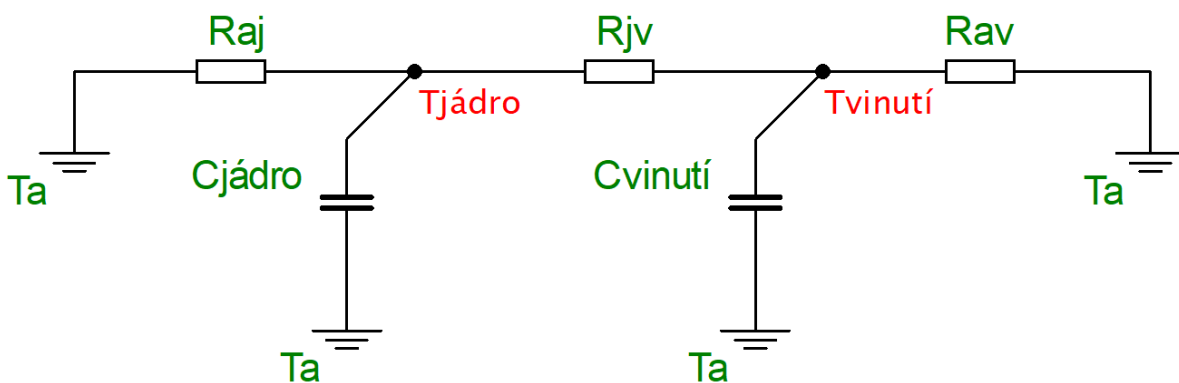 Raj
Rjv
Rav
Tjádro
Tvinutí
Cjádro
Cvinutí
Ta
Ta
Ta
Ta